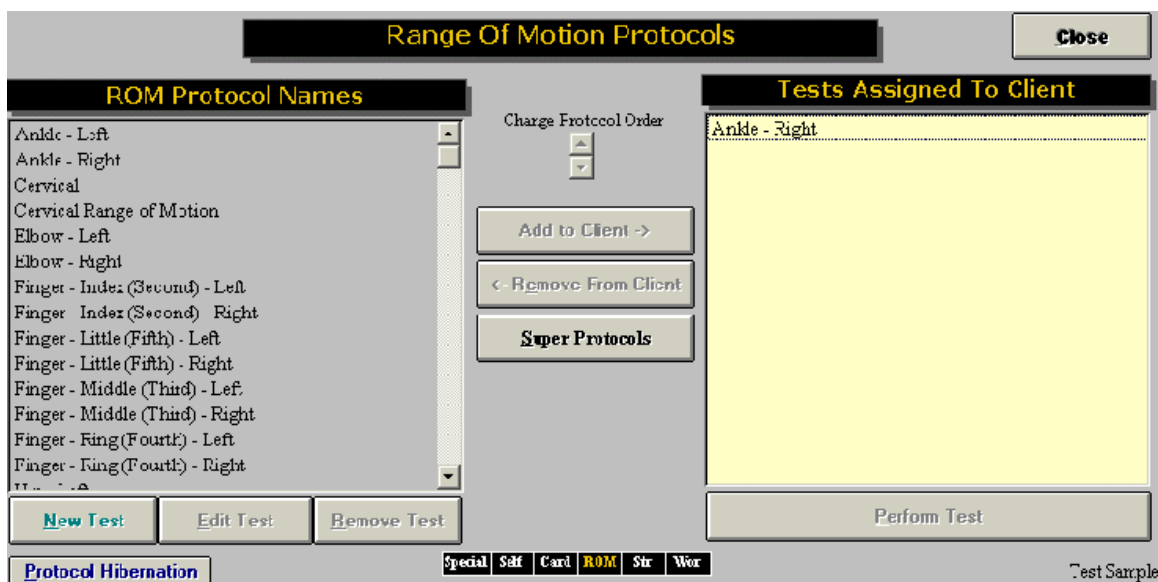 Range Of Motion Protocols
Close
ROM Protocol Names
Ankle - Left
Ankle - Right
Cervical
Cervical Range of Motion
Elbow - Left
Elbow - Right
Finger - Index (Second) - Left
Finger - Index (Second) - Right
Finger - Little (Fifth) - Left
Finger - Little (Fifth) - Right
Finger - Middle (Third) - Left
Finger - Middle (Third) - Right
Finger - Ring (Fourth) - Left
Finger - Ring (Fourth) - Right
New Test
Edit Test
Remove Test
Protocol Hibernation
Change Protocol Order
Add to Client ->
<- Remove From Client
Super Protocols
Special Self Card ROM Str Wor
Tests Assigned To Client
Ankle - Right
Perform Test
Test Sample